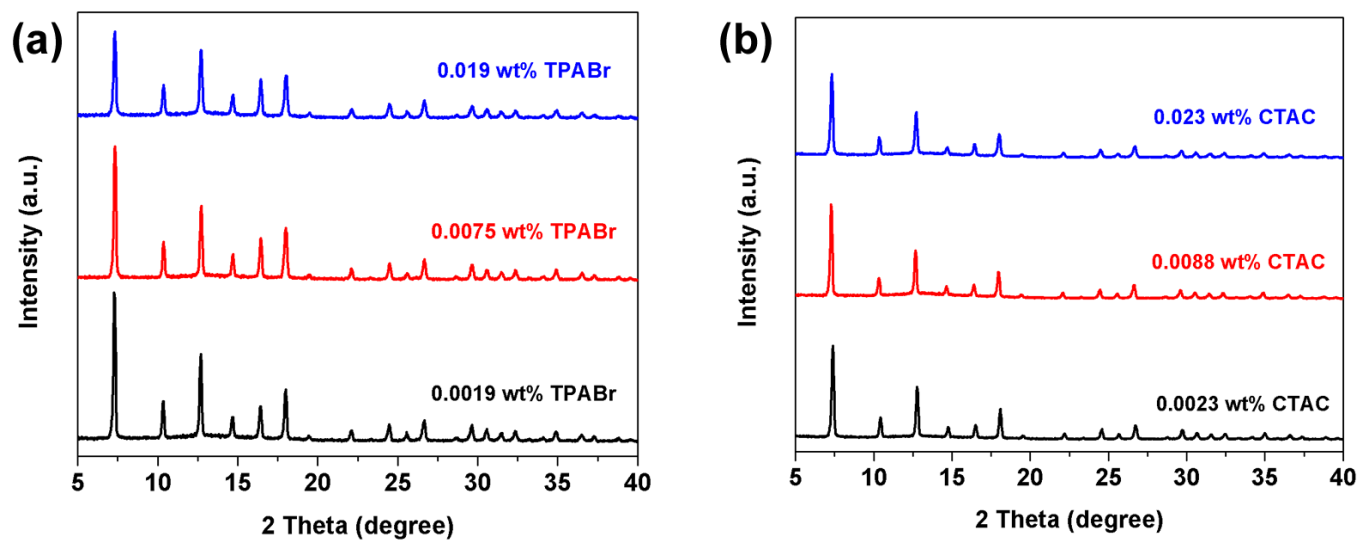 (a)
0.019 wt% TPABr
0.0075 wt% TPABr
0.0019 wt% TPABr
Intensity (a.u.)
5 10 15 20 25 30 35 40
2 Theta (degree)
(b)
0.023 wt% CTAC
0.0088 wt% CTAC
0.0023 wt% CTAC
Intensity (a.u.)
5 10 15 20 25 30 35 40
2 Theta (degree)